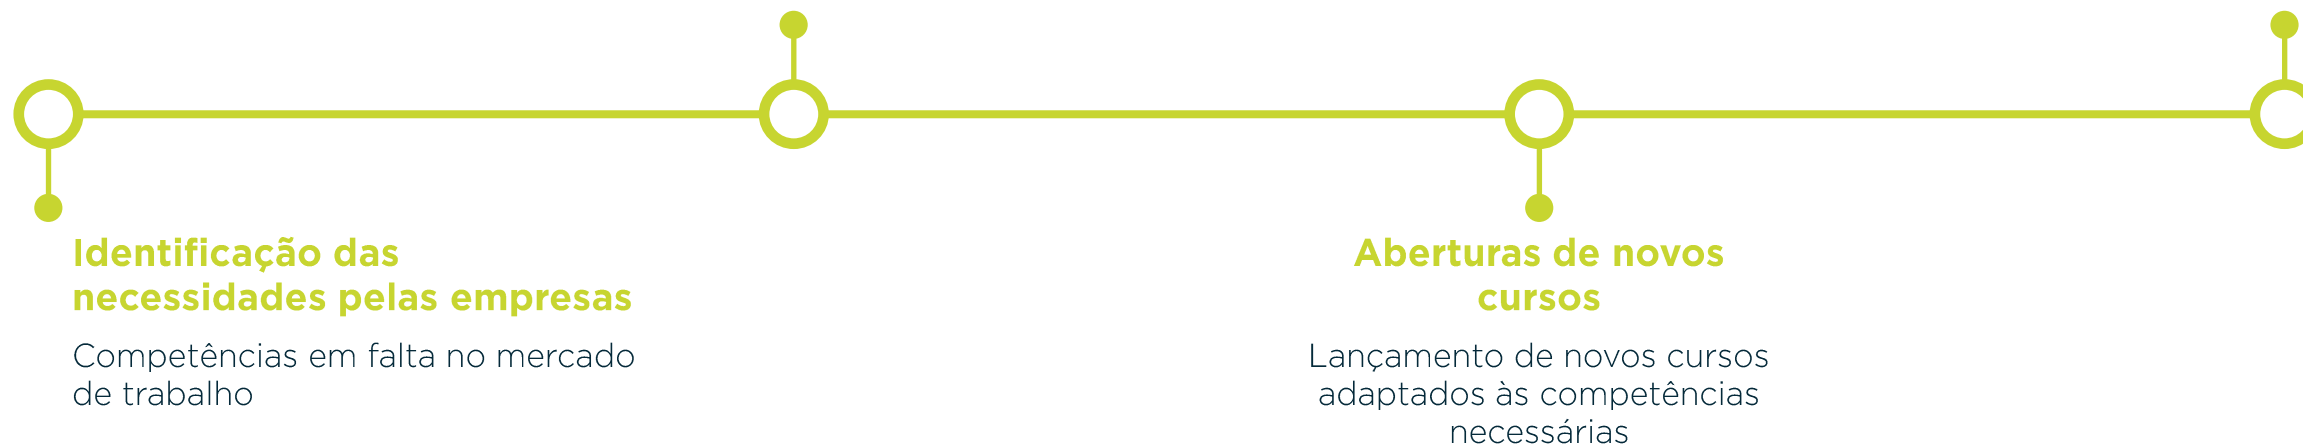 Identificação das
necessidades pelas empresas
Competências em falta no mercado
de trabalho
Aberturas de novos
cursos
Lançamento de novos cursos
adaptados às competências
necessárias